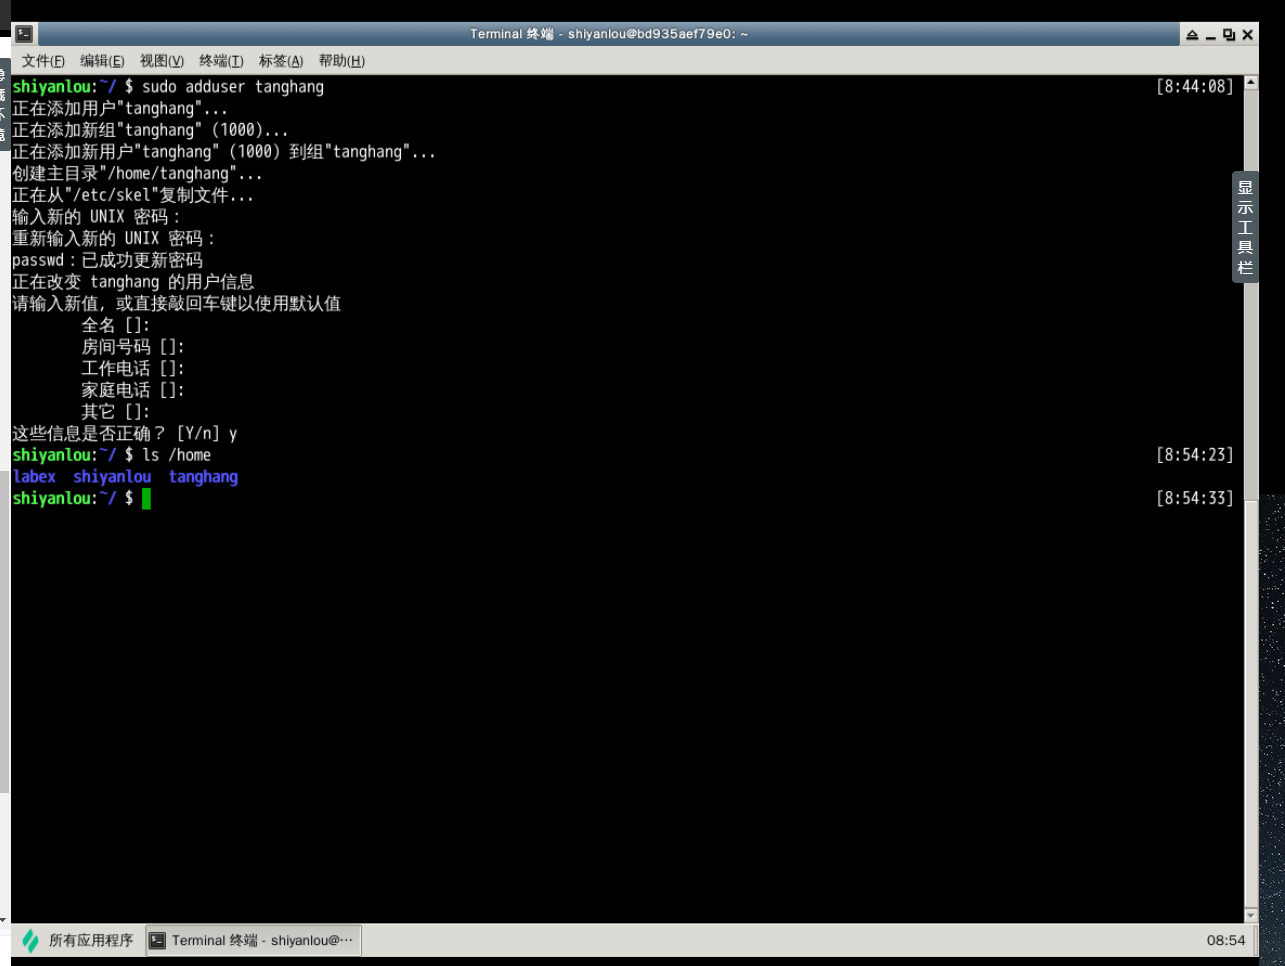 Terminal 终端 - shiyanlou@bd935aef79e0: ~
文件(F) 编辑(E) 视图(V) 终端(T) 标签(A) 帮助(H)
shiyanlou:~/ $ sudo adduser tanghang [8:44:08]
正在添加用户"tanghang"...
正在添加新组"tanghang" (1000)...
正在添加新用户"tanghang" (1000) 到组"tanghang"...
创建主目录"/home/tanghang"...
正在从"/etc/skel"复制文件...
输入新的 UNIX 密码：
重新输入新的 UNIX 密码：
passwd：已成功更新密码
正在改变 tanghang 的用户信息
请输入新值，或直接敲回车键以使用默认值
全名 []:
房间号码 []:
工作电话 []:
家庭电话 []:
其它 []:
这些信息是否正确？ [Y/n] y
shiyanlou:~/ $ ls /home [8:54:23]
labex shiyanlou tanghang
shiyanlou:~/ $ [8:54:33]
显示工具栏
所有应用程序 Terminal 终端 - shiyanlou@… 08:54